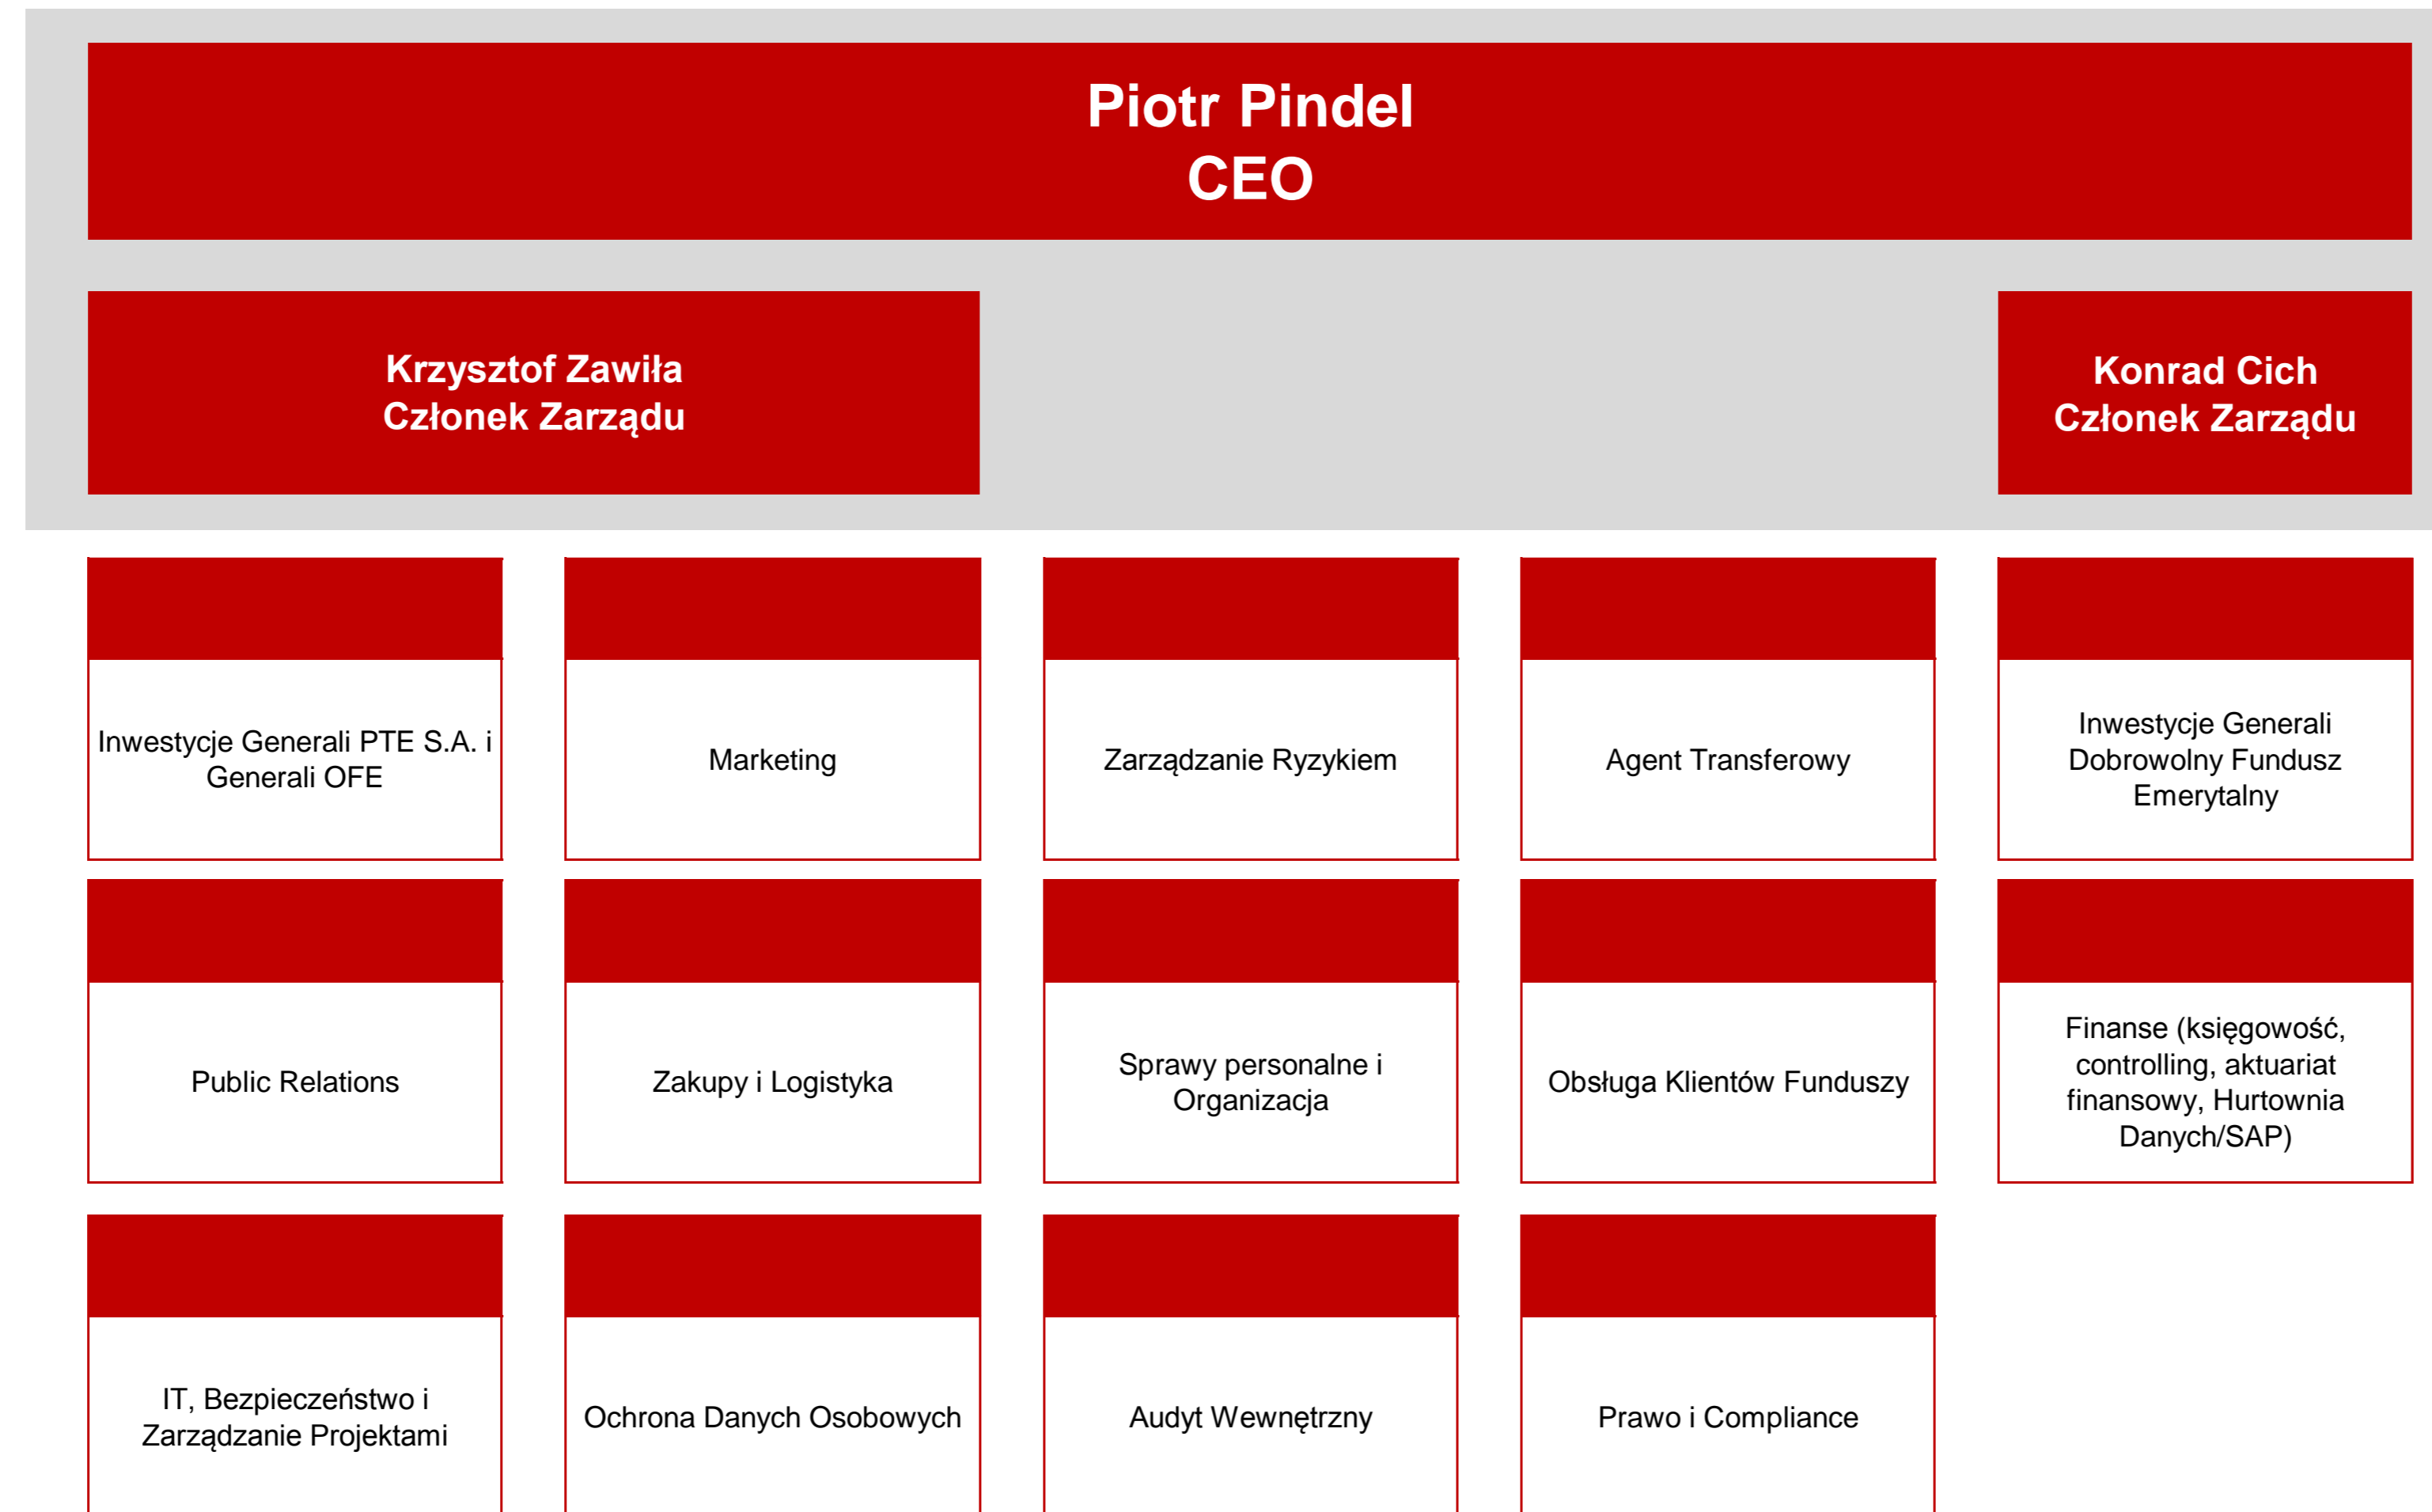 Piotr Pindel
CEO
Krzysztof Zawiła
Członek Zarządu
Konrad Cich
Członek Zarządu
Inwestycje Generali PTE S.A. i
Generali OFE
Marketing
Zarządzanie Ryzykiem
Agent Transferowy
Inwestycje Generali
Dobrowolny Fundusz
Emerytalny
Public Relations
Zakupy i Logistyka
Sprawy personalne i
Organizacja
Obsługa Klientów Funduszy
Finanse (księgowość,
controlling, aktuariat
finansowy, Hurtownia
Danych/SAP)
IT, Bezpieczeństwo i
Zarządzanie Projektami
Ochrona Danych Osobowych
Audyt Wewnętrzny
Prawo i Compliance